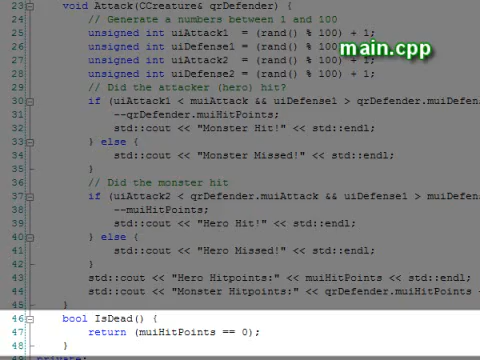 23 void Attack(CCreature& qrDefender) {
24 // Generate a numbers between 1 and 100
25 unsigned int uiAttack1 = (rand() % 100) + 1;
26 unsigned int uiDefense1 = (rand() % 100) + 1;
27 unsigned int uiAttack2 = (rand() % 100) + 1;
28 unsigned int uiDefense2 = (rand() % 100) + 1;
main.cpp
29 // Did the attacker (hero) hit?
30 if (uiAttack1 < muiAttack && uiDefense1 > qrDefender.muiDefens
31 --qrDefender.muiHitPoints;
32 std::cout << "Monster Hit!" << std::endl;
33 } else {
34 std::cout << "Monster Missed!" << std::endl;
35 }
36 // Did the monster hit
37 if (uiAttack2 < qrDefender.muiAttack && uiDefense1 > muiDefens
38 --muiHitPoints;
39 std::cout << "Hero Hit!" << std::endl;
40 } else {
41 std::cout << "Hero Missed!" << std::endl;
42 }
43 std::cout << "Hero Hitpoints:" << muiHitPoints << std::endl;
44 std::cout << "Monster Hitpoints:" << qrDefender.muiHitPoints <
45 }
46 bool IsDead() {
47 return (muiHitPoints == 0);
48 }
49 private: